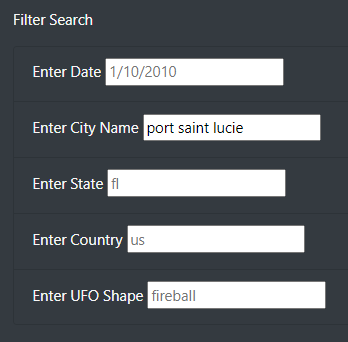 Filter Search
Enter Date 1/10/2010
Enter City Name port saint lucie
Enter State fl
Enter Country us
Enter UFO Shape fireball